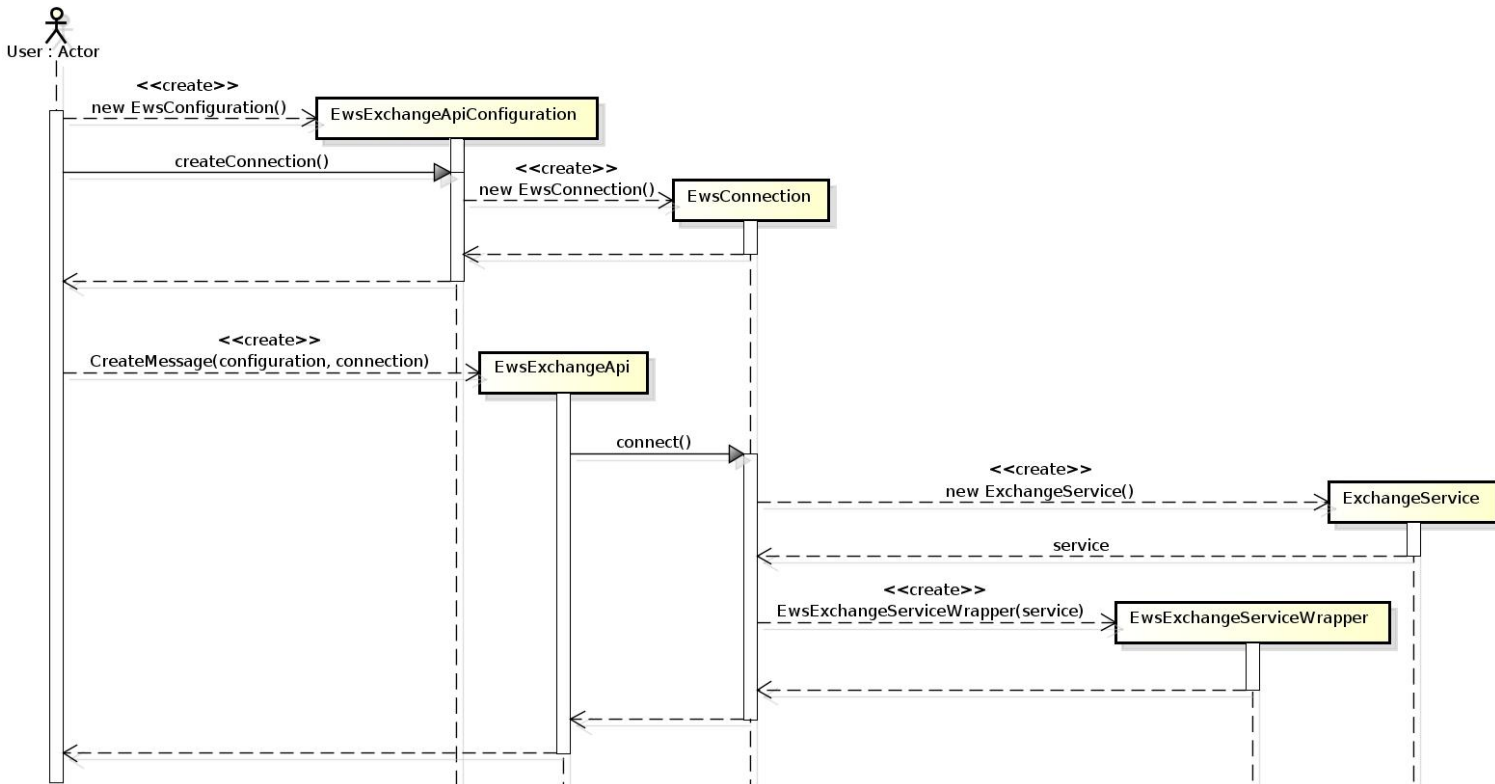 User : Actor
<<create>>
new EwsConfiguration()
EwsExchangeApiConfiguration
createConnection()
<<create>>
new EwsConnection()
EwsConnection
<<create>>
CreateMessage(configuration, connection)
EwsExchangeApi
connect()
<<create>>
new ExchangeService()
ExchangeService
service
<<create>>
EwsExchangeServiceWrapper(service)
EwsExchangeServiceWrapper